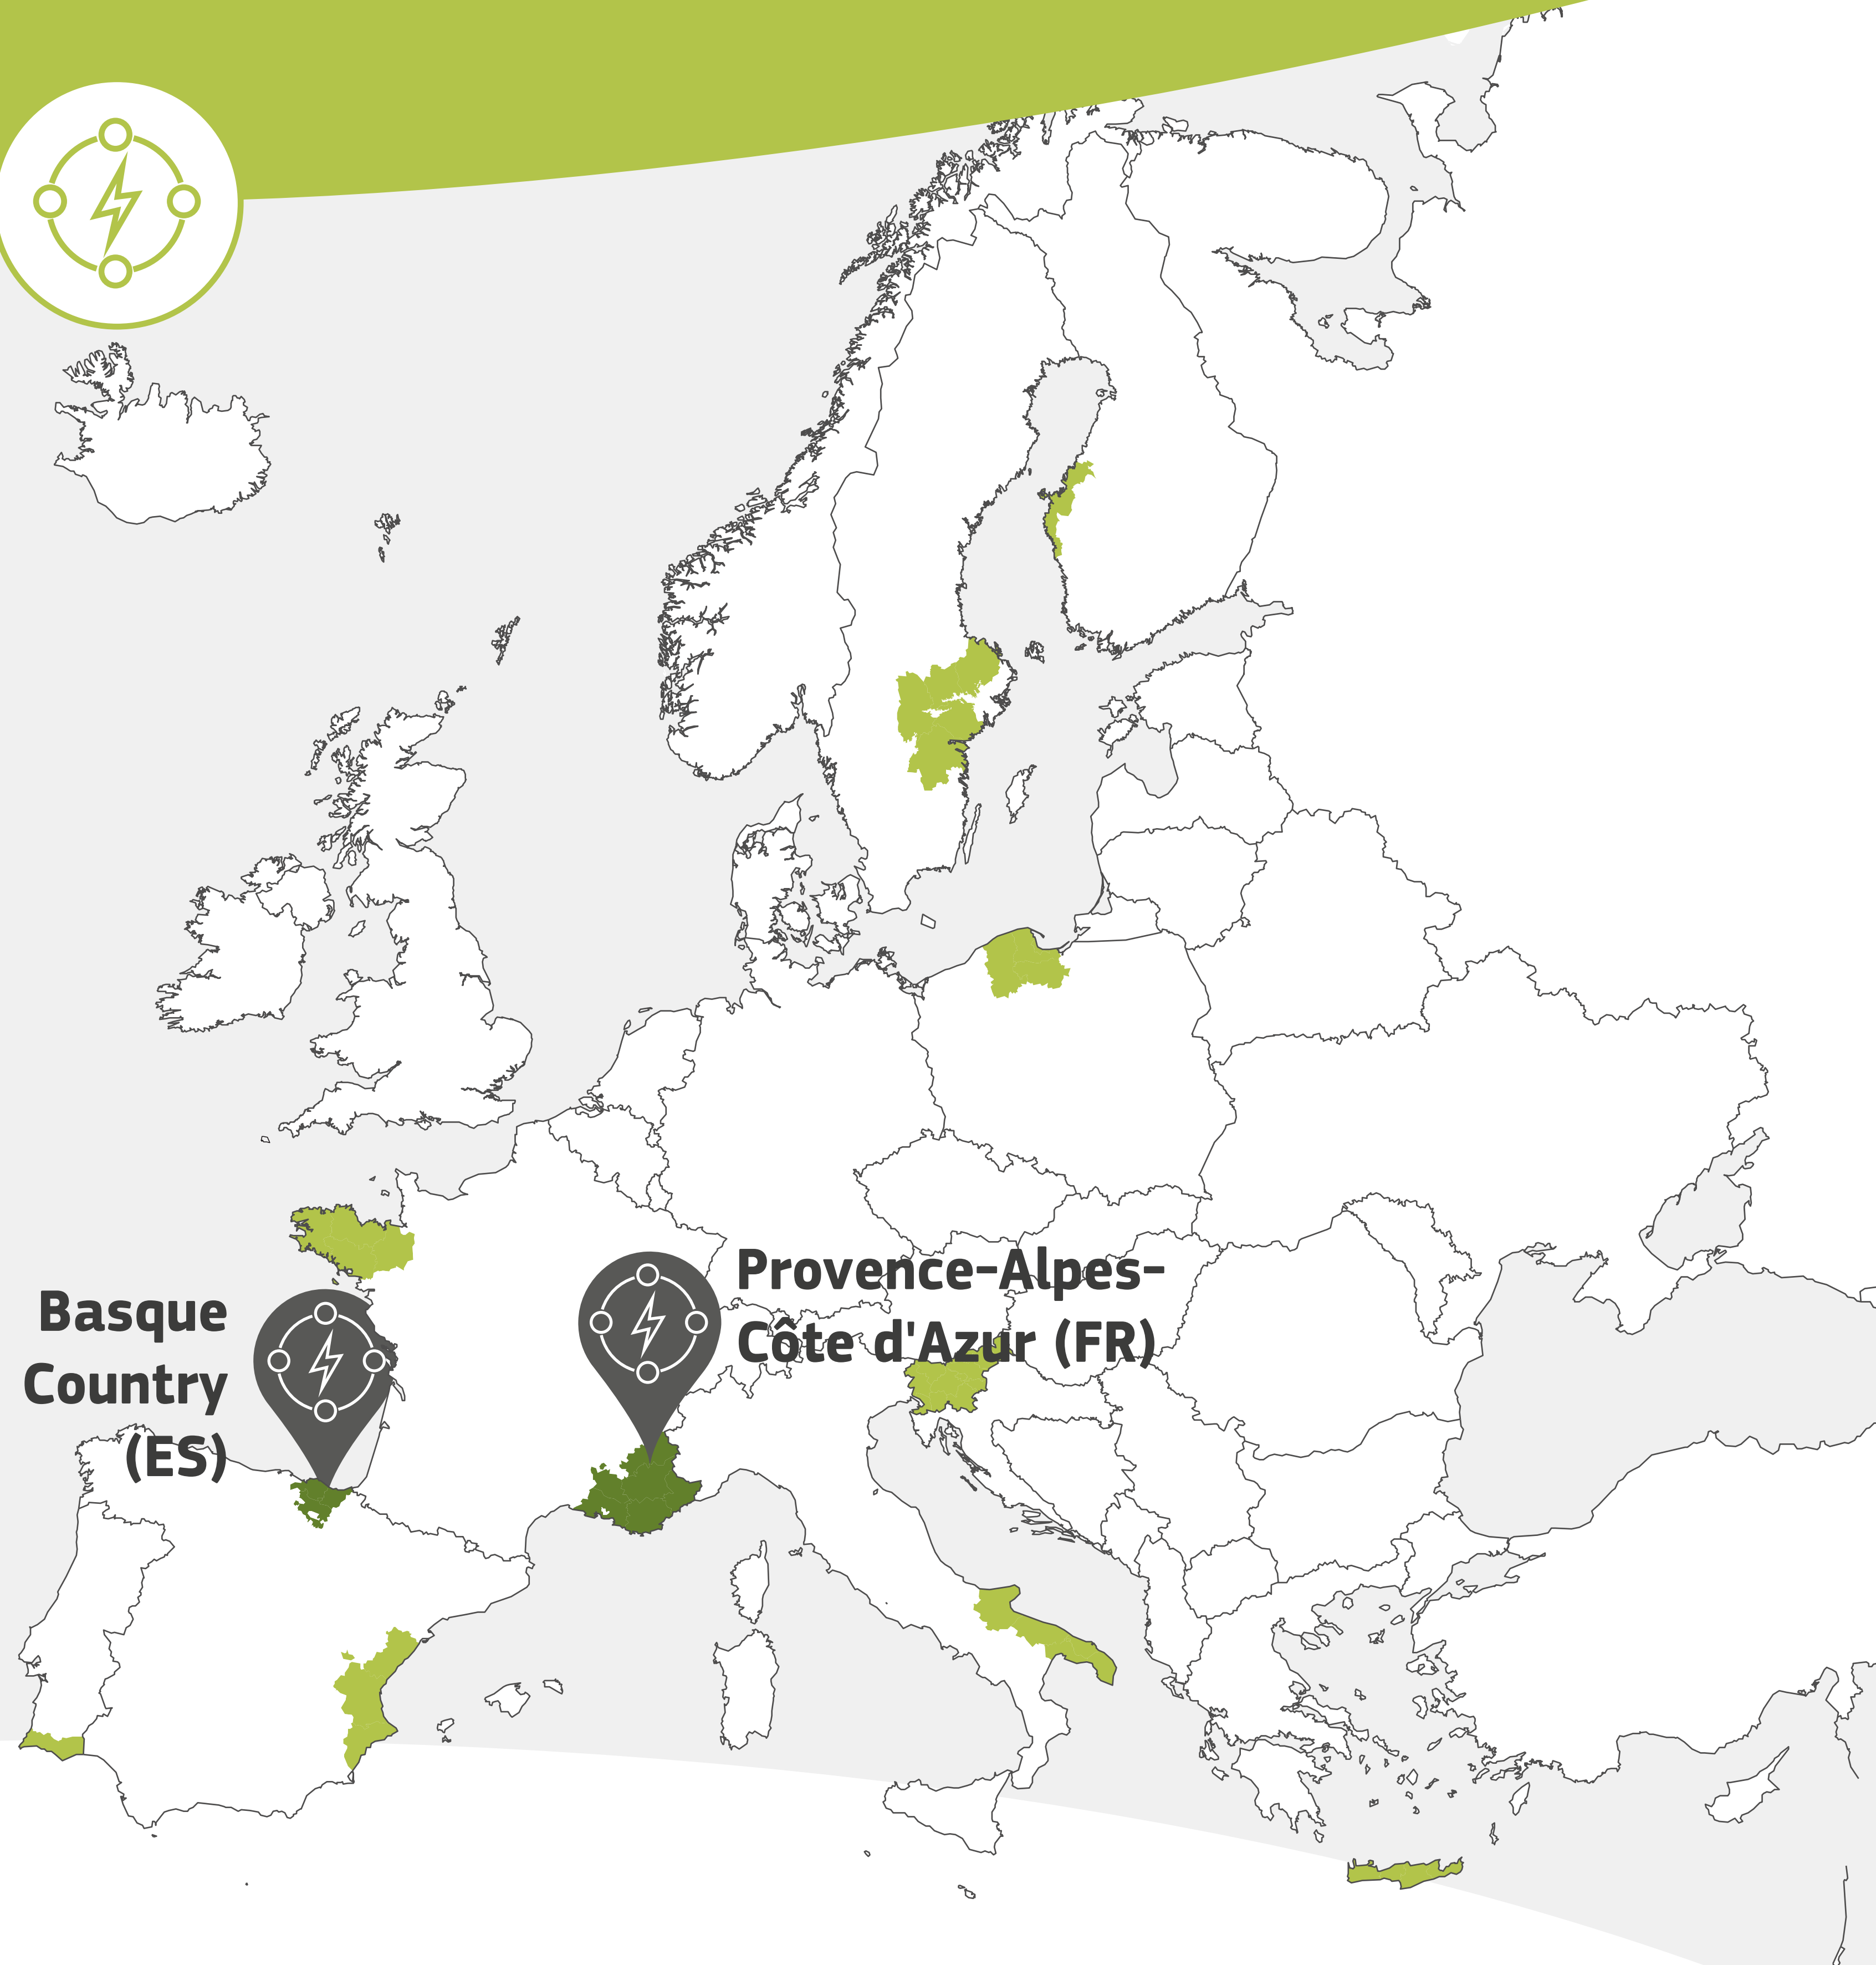 Provence-Alpes-
Côte d'Azur (FR)
Basque
Country
(ES)